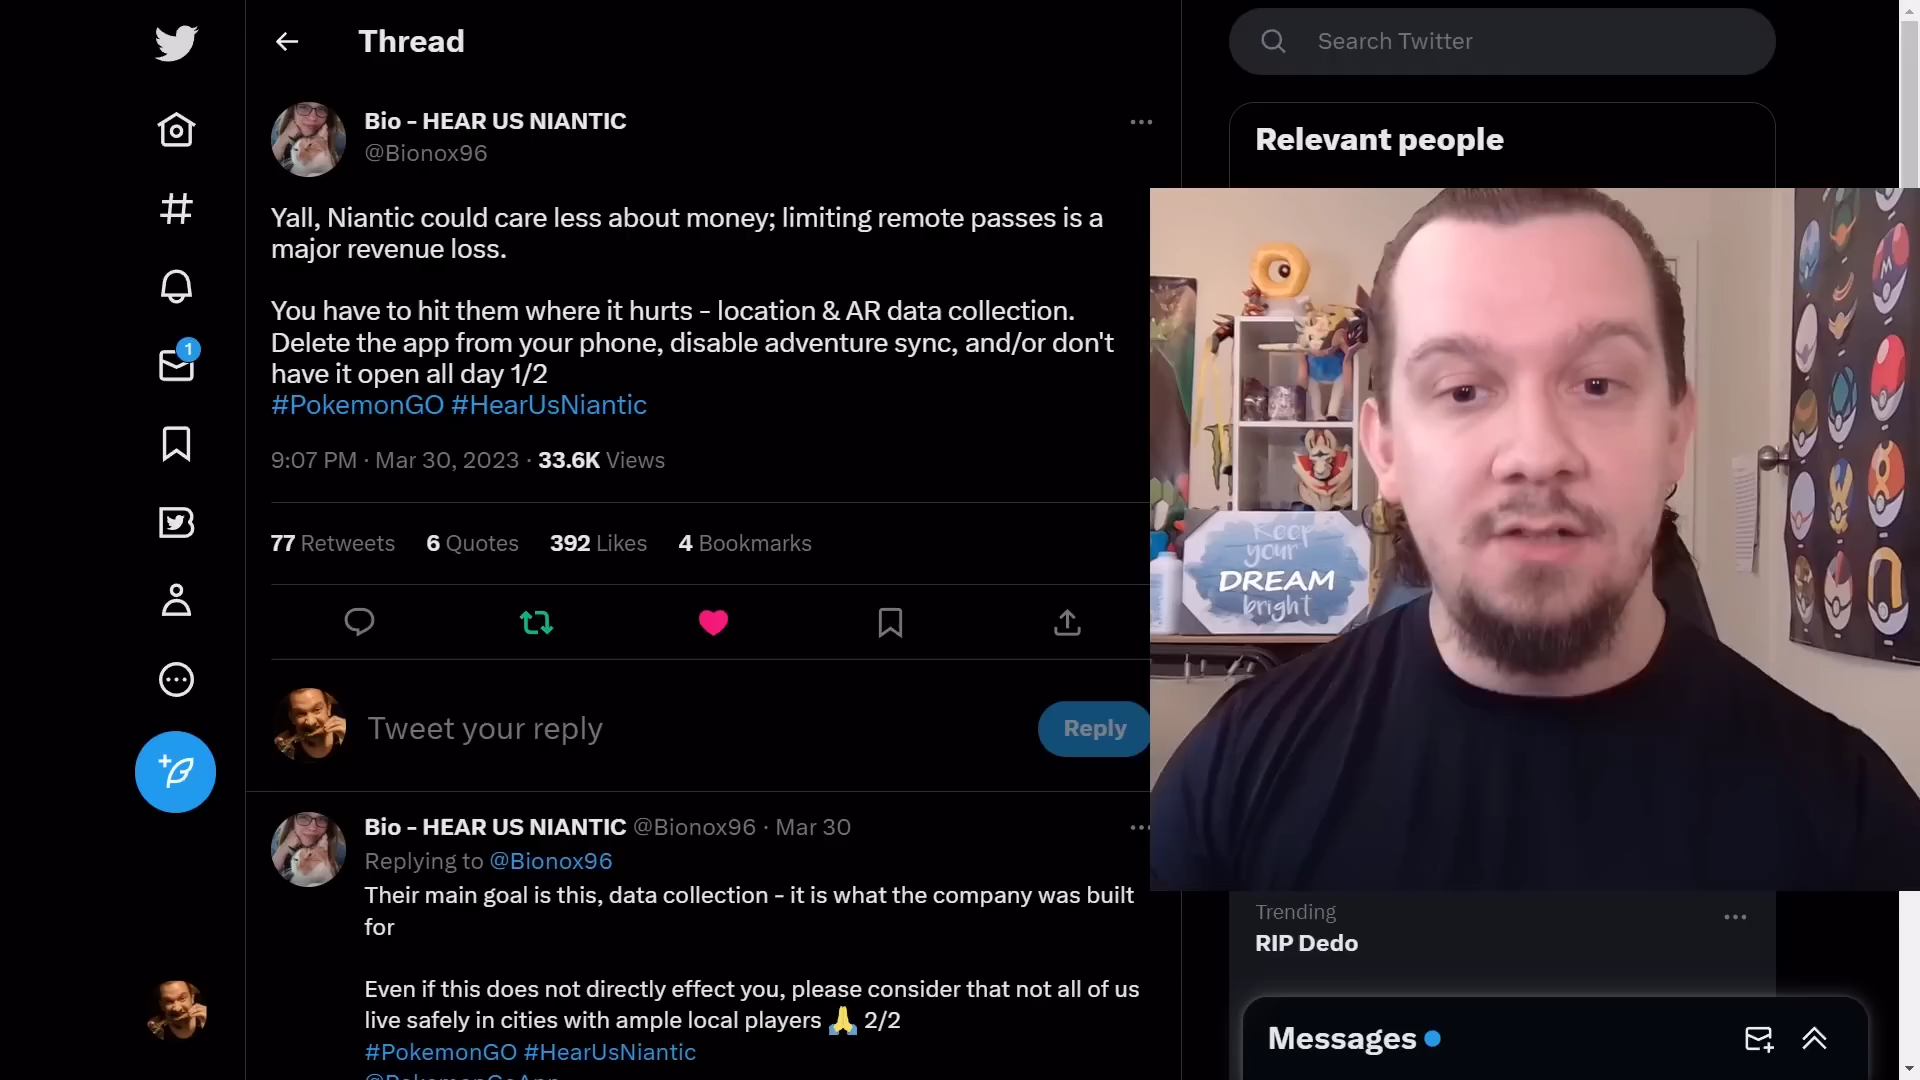 Thread
Search Twitter
Bio - HEAR US NIANTIC
@Bionox96
Relevant people
Yall, Niantic could care less about money; limiting remote passes is a
major revenue loss.
You have to hit them where it hurts - location & AR data collection.
Delete the app from your phone, disable adventure sync, and/or don't
have it open all day 1/2
#PokemonGO #HearUsNiantic
1
9:07 PM · Mar 30, 2023 · 33.6K Views
77 Retweets 6 Quotes 392 Likes 4 Bookmarks
Keep
your
DREAM
bright
Tweet your reply
Reply
Bio - HEAR US NIANTIC @Bionox96 · Mar 30
Replying to @Bionox96
Their main goal is this, data collection - it is what the company was built
for
Even if this does not directly effect you, please consider that not all of us
live safely in cities with ample local players 🙏 2/2
#PokemonGO #HearUsNiantic
@PokemonGoApp
Trending
RIP Dedo
Messages